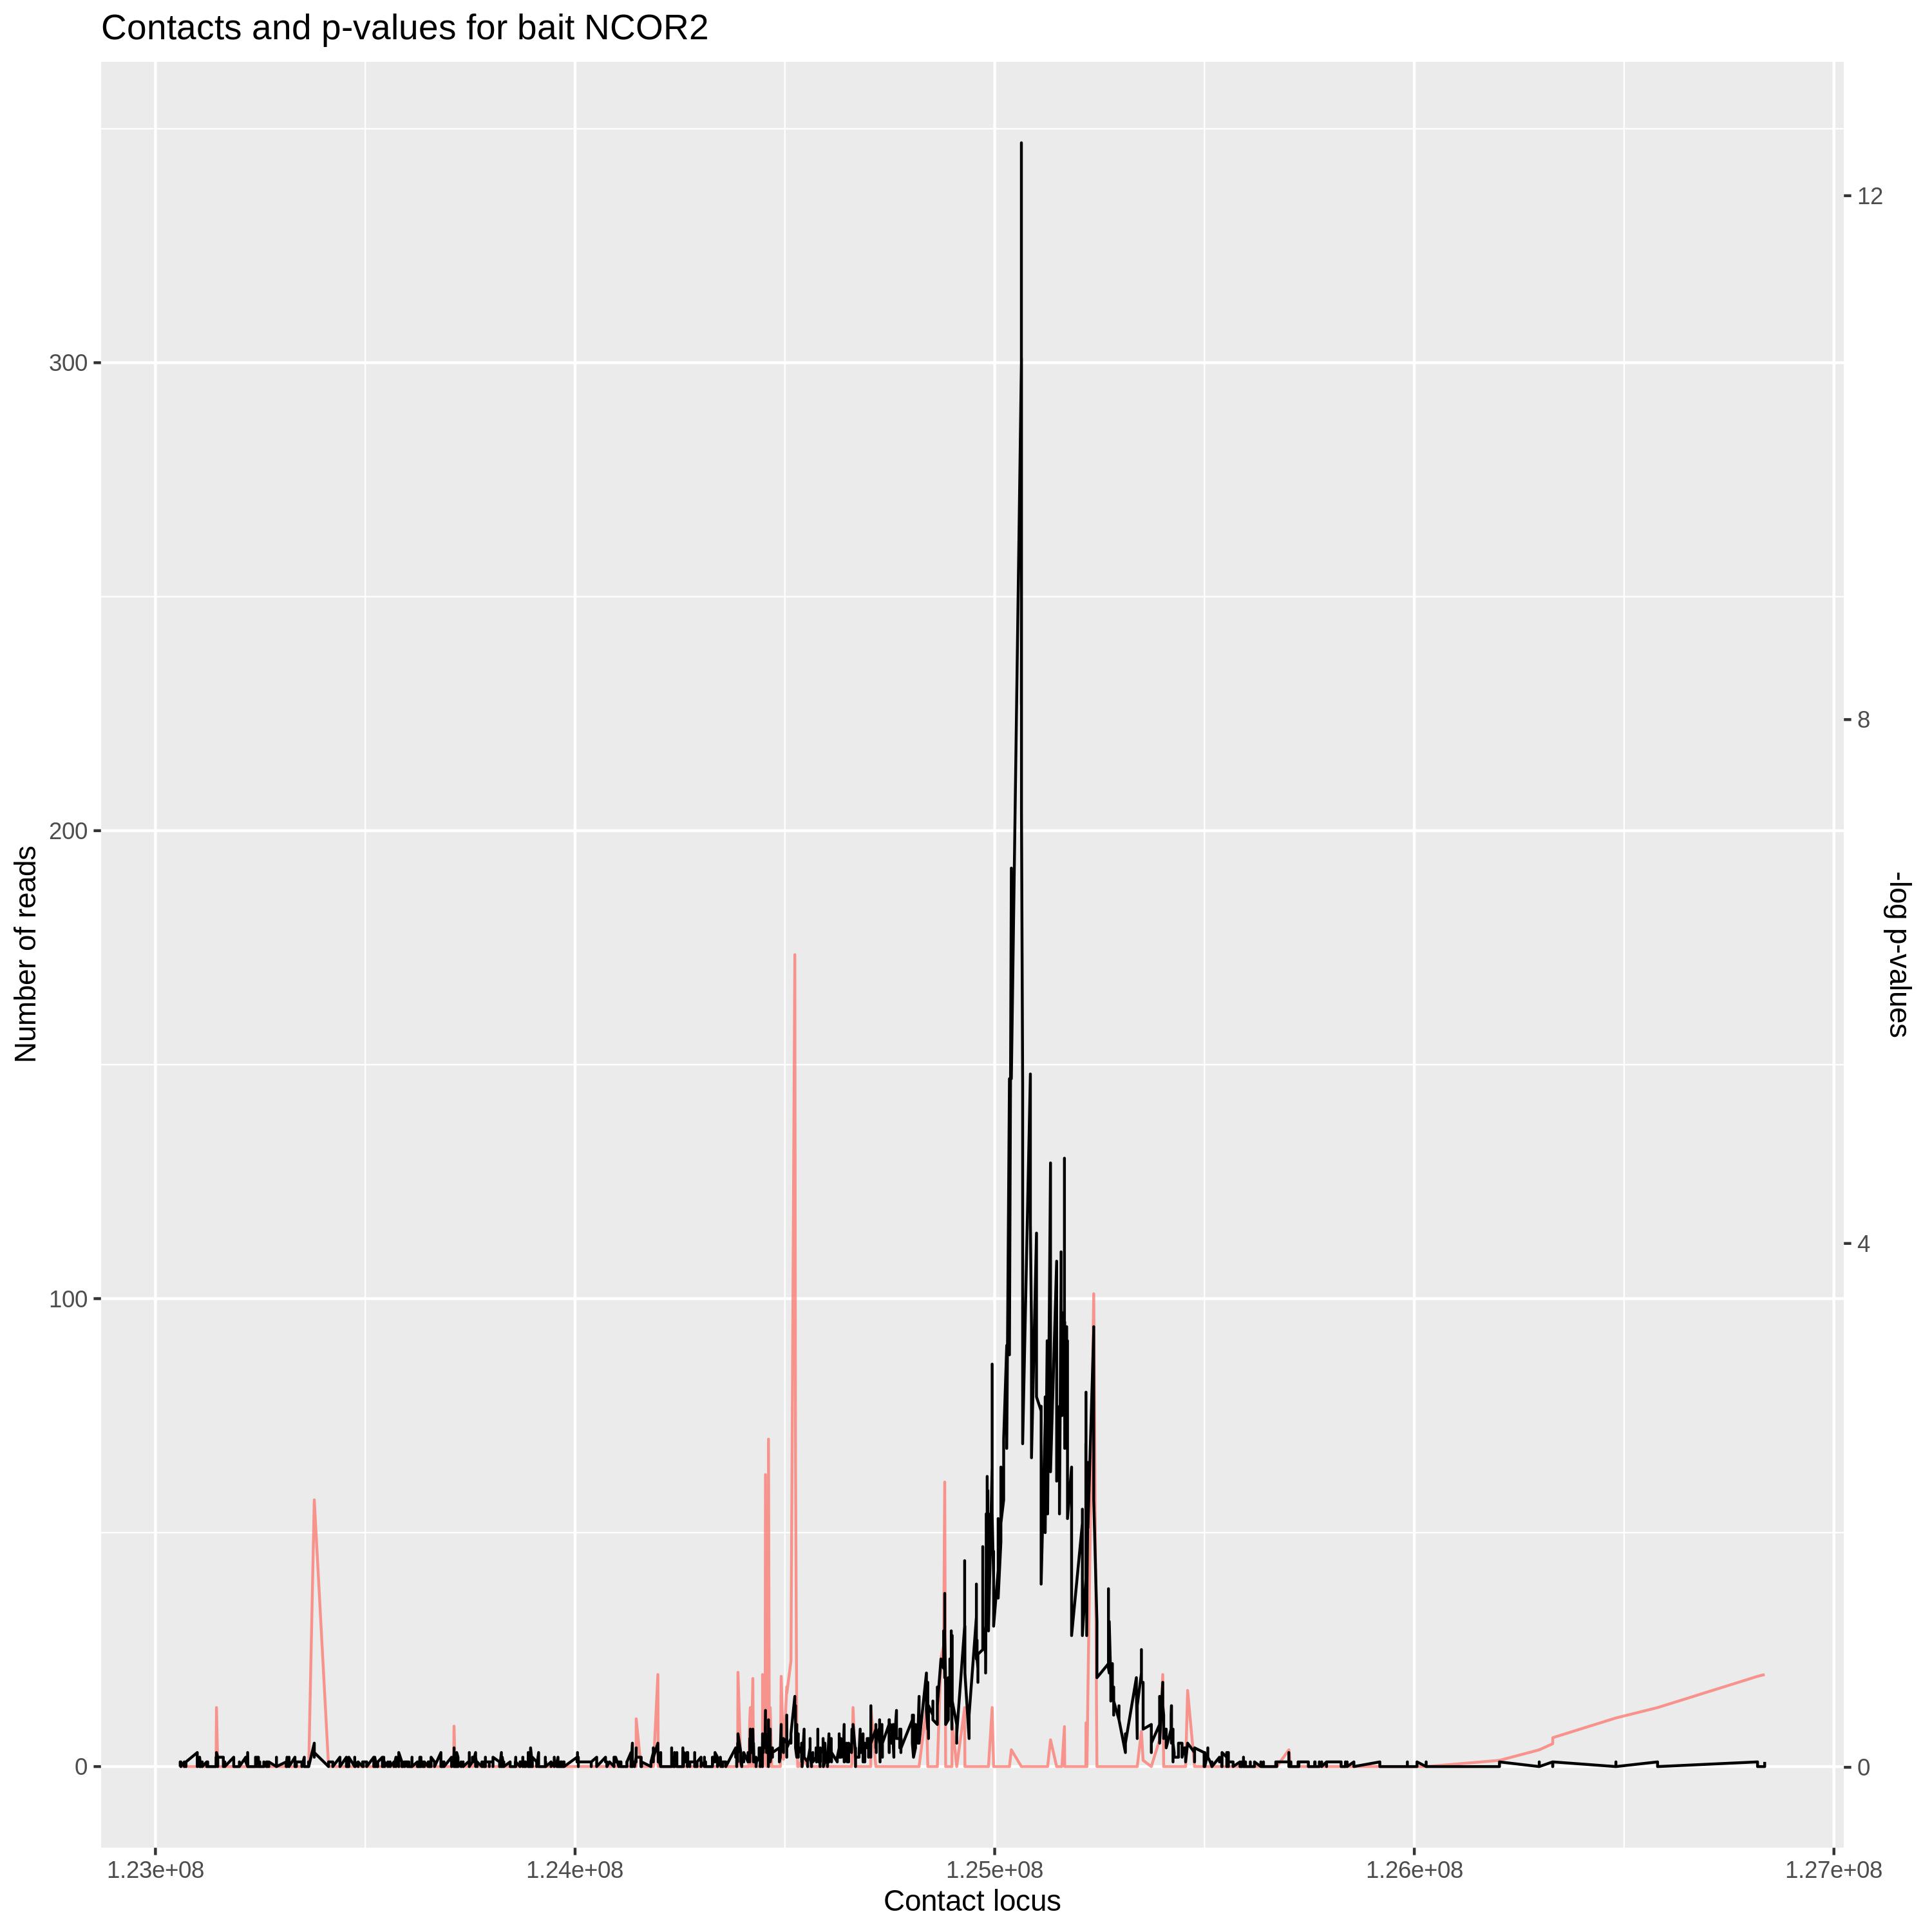 Contacts and p-values for bait NCOR2
300
200
100
0
Number of reads
12
8
4
0
-log p-values
1.23e+08
1.24e+08
1.25e+08
1.26e+08
1.27e+08
Contact locus